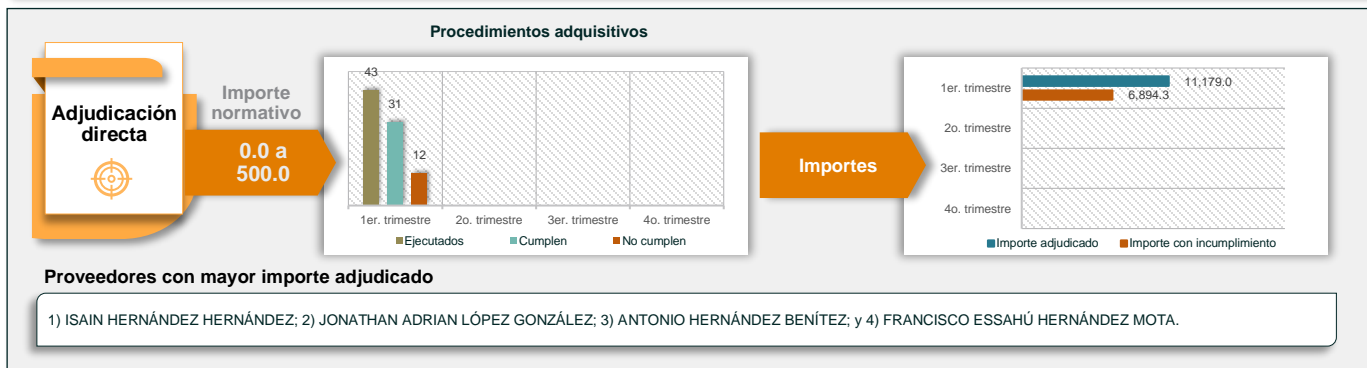 Procedimientos adquisitivos
Adjudicación
directa
Importe
normativo
0.0 a
500.0
43
31
12
1er. trimestre 2o. trimestre 3er. trimestre 4o. trimestre
Ejecutados Cumplen No cumplen
Importes
1er. trimestre
2o. trimestre
3er. trimestre
4o. trimestre
11,179.0
6,894.3
Importe adjudicado Importe con incumplimiento
Proveedores con mayor importe adjudicado
1) ISAIN HERNÁNDEZ HERNÁNDEZ; 2) JONATHAN ADRIAN LÓPEZ GONZÁLEZ; 3) ANTONIO HERNÁNDEZ BENÍTEZ; y 4) FRANCISCO ESSAHÚ HERNÁNDEZ MOTA.